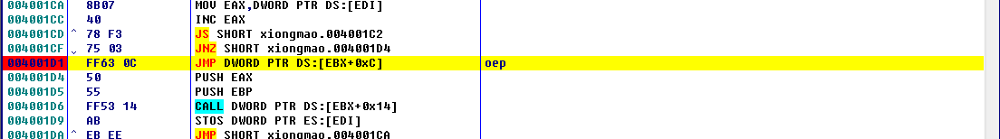 004001CA 8B07 MOV EAX,DWORD PTR DS:[EDI]
004001CC 40 INC EAX
004001CD ^ 78 F3 JS SHORT xiongmao.004001C2
004001CF ⌄ 75 03 JNZ SHORT xiongmao.004001D4
004001D1 FF63 0C JMP DWORD PTR DS:[EBX+0xC] oep
004001D4 50 PUSH EAX
004001D5 55 PUSH EBP
004001D6 FF53 14 CALL DWORD PTR DS:[EBX+0x14]
004001D9 AB STOS DWORD PTR ES:[EDI]
004001DA ^ EB EE JMP SHORT xiongmao.004001CA